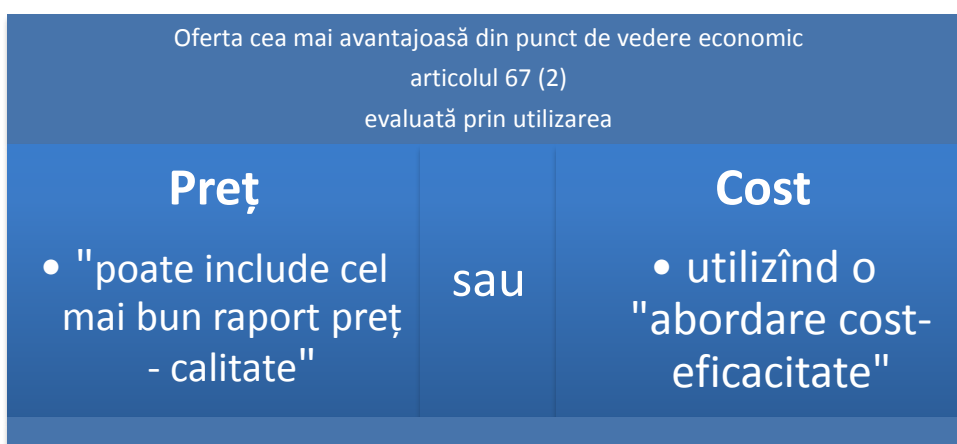 Oferta cea mai avantajoasă din punct de vedere economic
articolul 67 (2)
evaluată prin utilizarea
Preț
• "poate include cel
mai bun raport preț
- calitate"
sau
Cost
• utilizînd o
"abordare cost-
eficacitate"